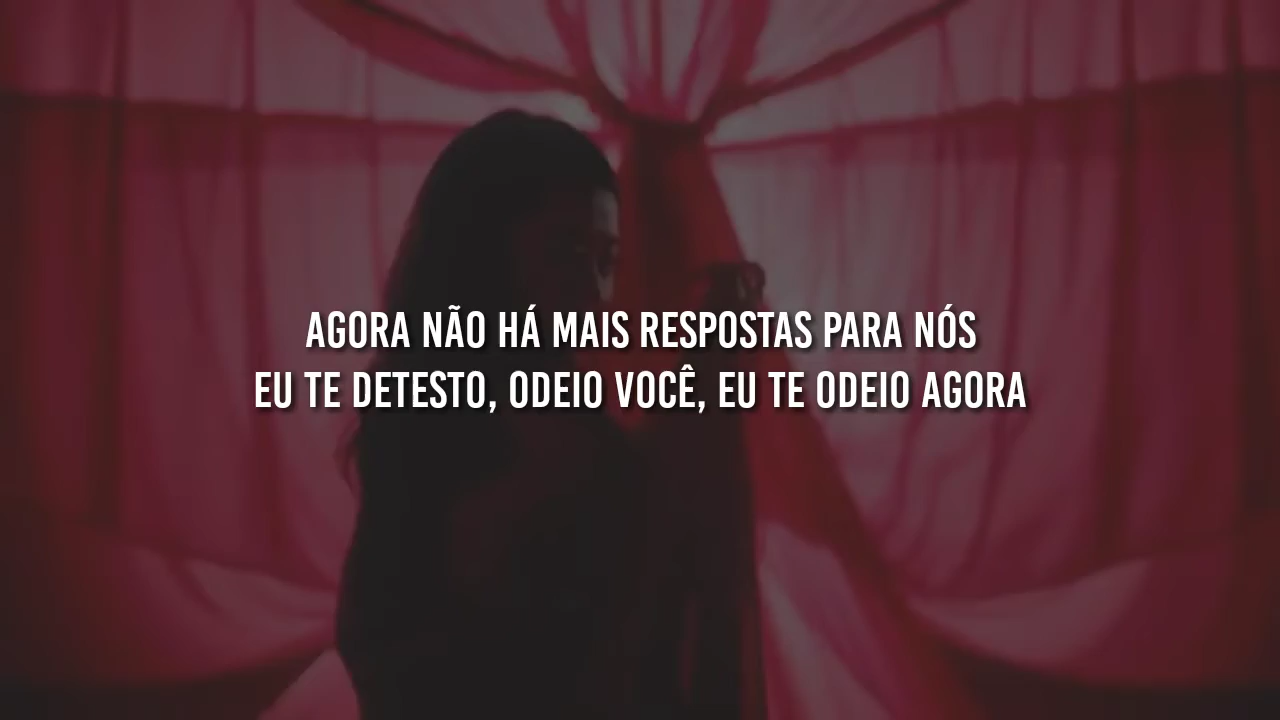 AGORA NÃO HÁ MAIS RESPOSTAS PARA NÓS
EU TE DETESTO, ODEIO VOCÊ, EU TE ODEIO AGORA